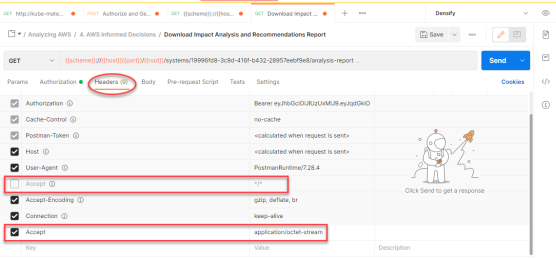 GET http://kube-mate
POST Authorize and Ge
GET {{scheme}}://{{hos
GET Download Impact
Densify
/ Analyzing AWS / 4. AWS Informed Decisions / Download Impact Analysis and Recommendations Report
Save
GET
{{scheme}}://{{host}}{{port}}/{{root}}/systems/19996fd8-3c9d-416f-b432-28957eebf9e8/analysis-report...
Send
Params
Authorization
Headers (9)
Body
Pre-request Script
Tests
Settings
Cookies
Authorization
Cache-Control no-cache
Postman-Token <calculated when request is sent>
Host <calculated when request is sent>
User-Agent PostmanRuntime/7.28.4
Accept */*
Accept-Encoding gzip, deflate, br
Connection keep-alive
Accept application/octet-stream
Key Value Description
Click Send to get a response